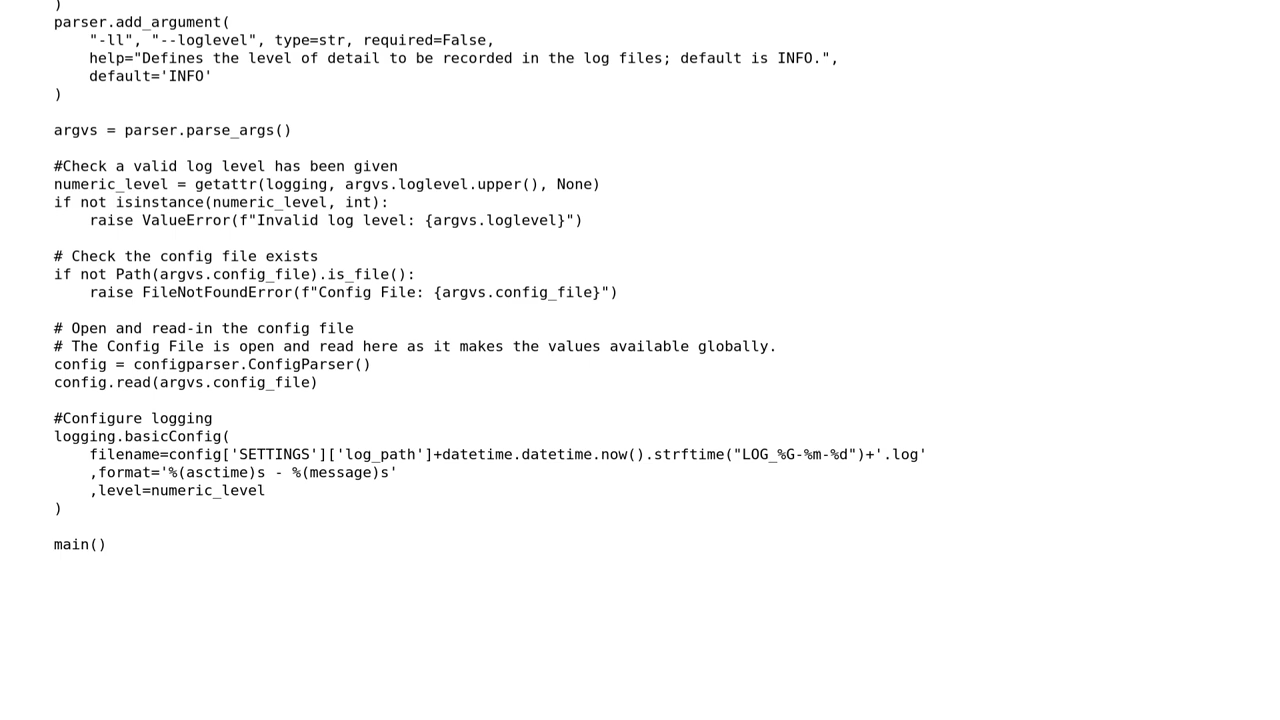 )
parser.add_argument(
    "-ll", "--loglevel", type=str, required=False,
    help="Defines the level of detail to be recorded in the log files; default is INFO.",
    default='INFO'
)

argvs = parser.parse_args()

#Check a valid log level has been given
numeric_level = getattr(logging, argvs.loglevel.upper(), None)
if not isinstance(numeric_level, int):
    raise ValueError(f"Invalid log level: {argvs.loglevel}")

# Check the config file exists
if not Path(argvs.config_file).is_file():
    raise FileNotFoundError(f"Config File: {argvs.config_file}")

# Open and read-in the config file
# The Config File is open and read here as it makes the values available globally.
config = configparser.ConfigParser()
config.read(argvs.config_file)

#Configure logging
logging.basicConfig(
    filename=config['SETTINGS']['log_path']+datetime.datetime.now().strftime("LOG_%G-%m-%d")+'.log'
    ,format='%(asctime)s - %(message)s'
    ,level=numeric_level
)

main()